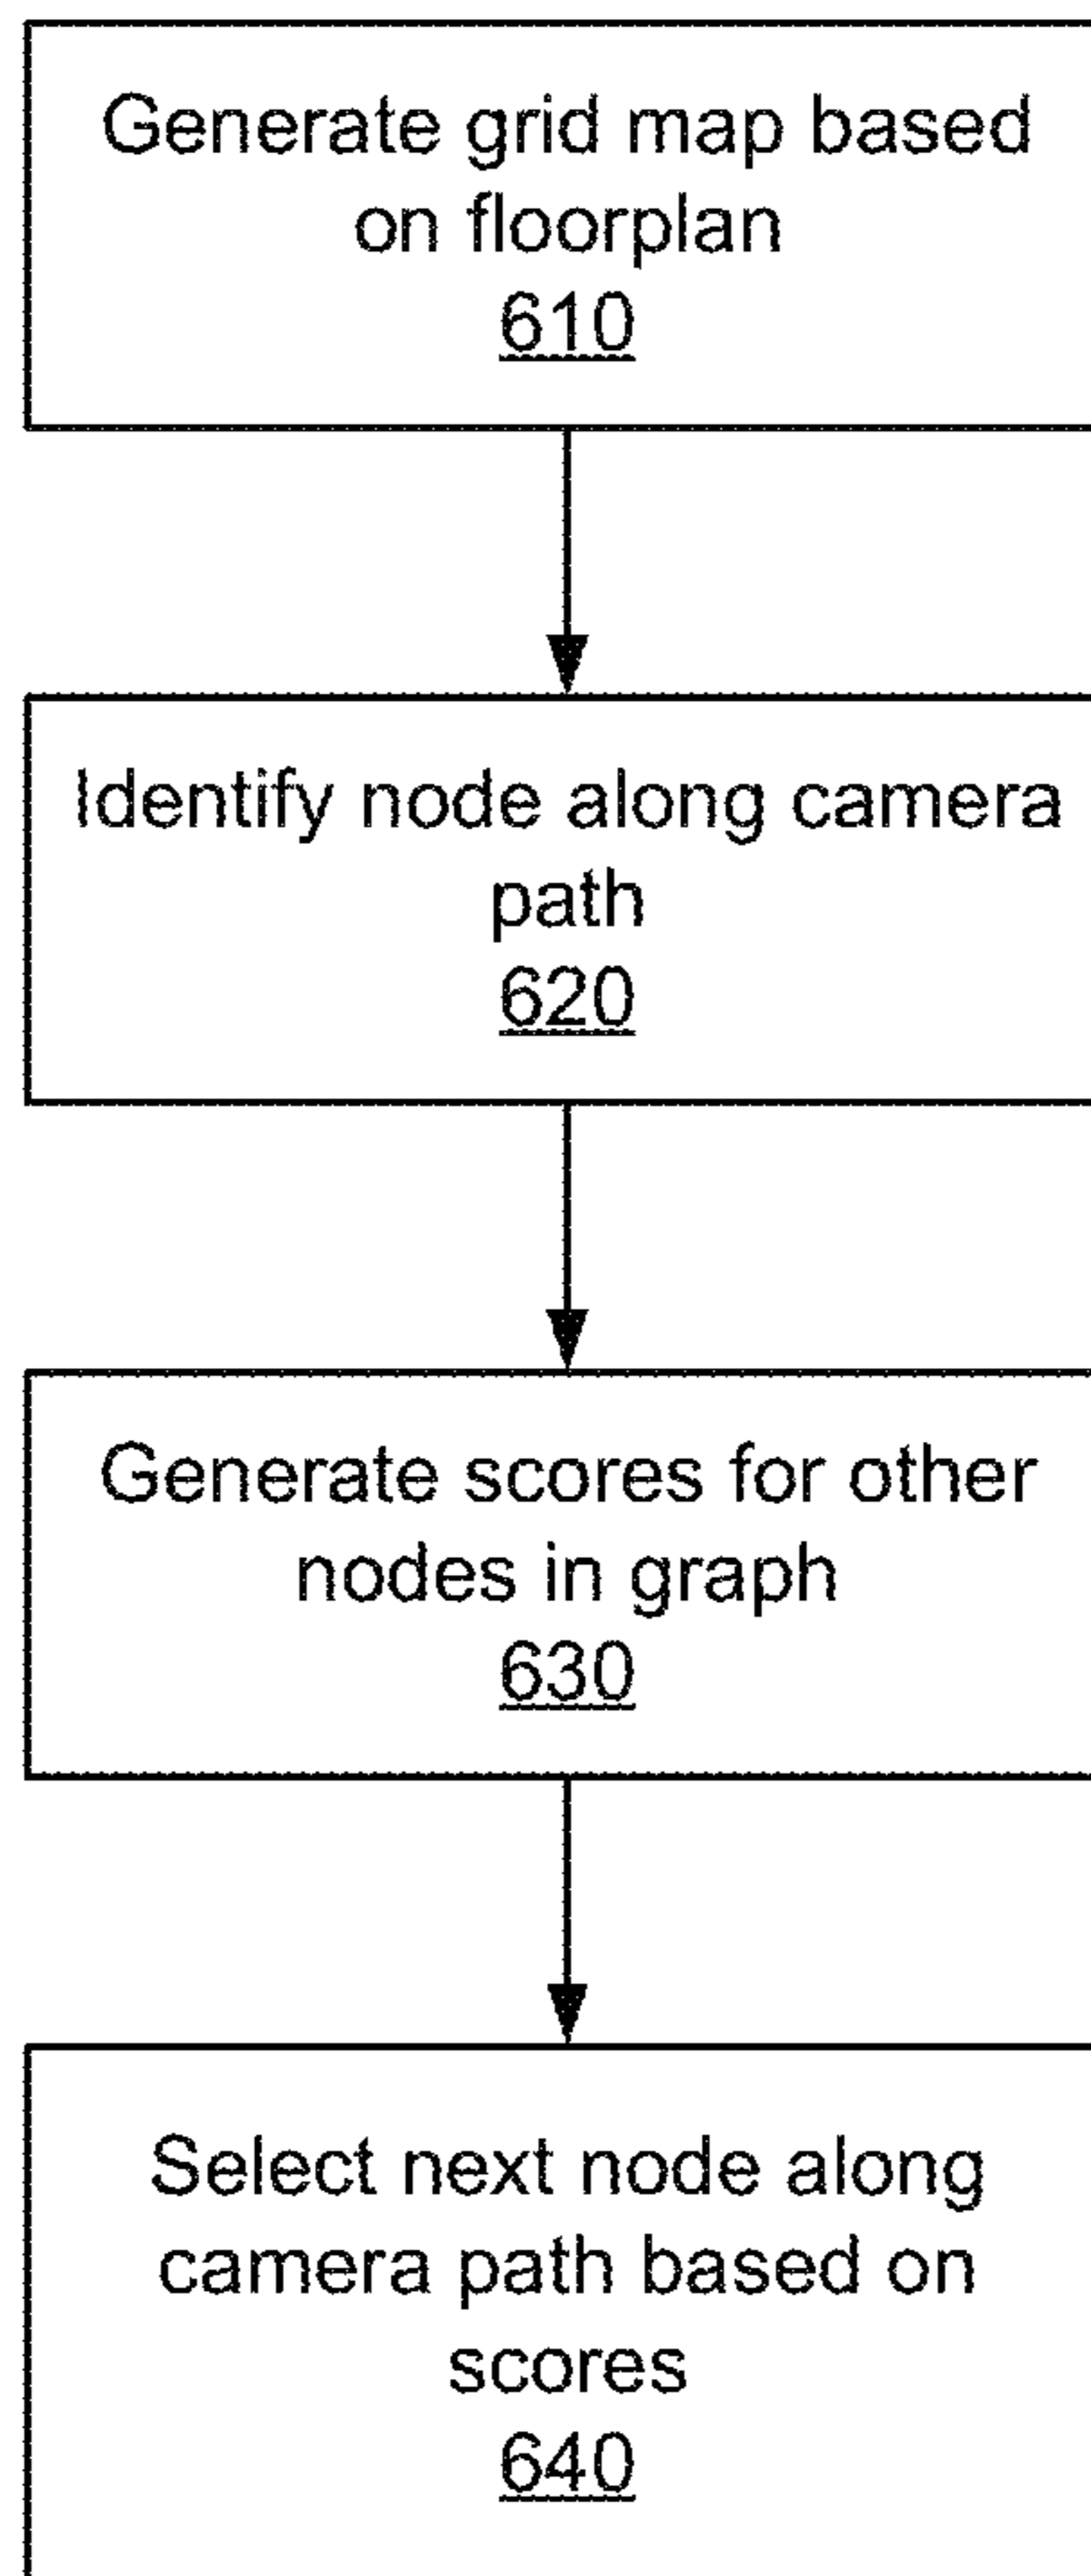 Generate grid map based
on floorplan
610
Identify node along camera
path
620
Generate scores for other
nodes in graph
630
Select next node along
camera path based on
scores
640